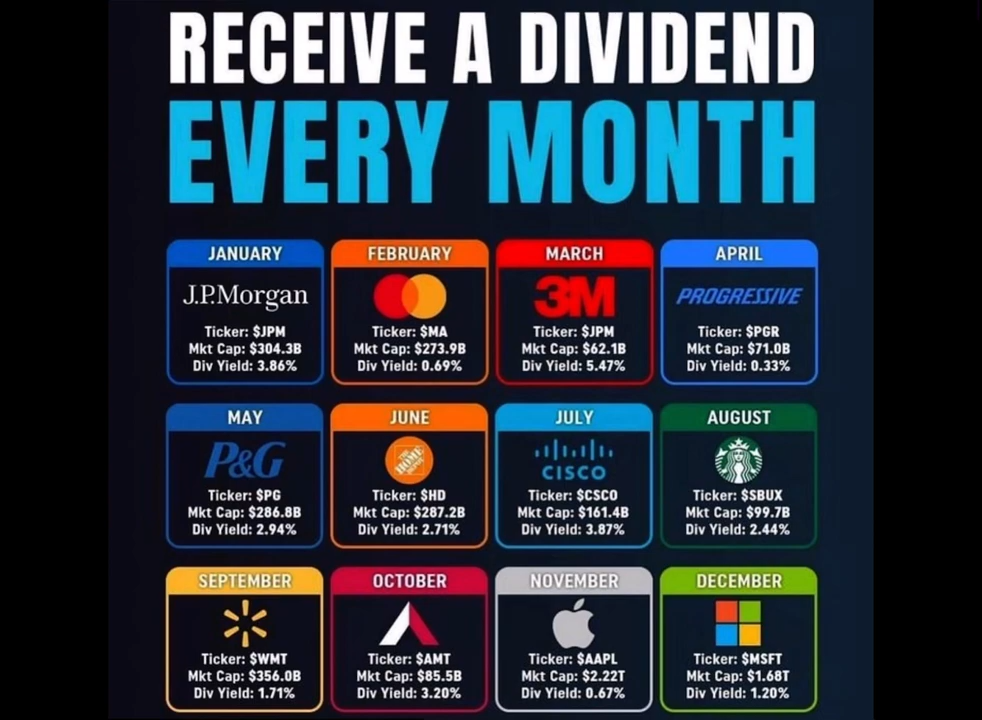 RECEIVE A DIVIDEND
EVERY MONTH
JANUARY
J.P.Morgan
Ticker: $JPM
Mkt Cap: $304.3B
Div Yield: 3.86%
FEBRUARY
Ticker: $MA
Mkt Cap: $273.9B
Div Yield: 0.69%
MARCH
3M
Ticker: $JPM
Mkt Cap: $62.1B
Div Yield: 5.47%
APRIL
PROGRESSIVE
Ticker: $PGR
Mkt Cap: $71.0B
Div Yield: 0.33%
MAY
P&G
Ticker: $PG
Mkt Cap: $286.8B
Div Yield: 2.94%
JUNE
THE HOME DEPOT
Ticker: $HD
Mkt Cap: $287.2B
Div Yield: 2.71%
JULY
CISCO
Ticker: $CSCO
Mkt Cap: $161.4B
Div Yield: 3.87%
AUGUST
Ticker: $SBUX
Mkt Cap: $99.7B
Div Yield: 2.44%
SEPTEMBER
Ticker: $WMT
Mkt Cap: $356.0B
Div Yield: 1.71%
OCTOBER
Ticker: $AMT
Mkt Cap: $85.5B
Div Yield: 3.20%
NOVEMBER
Ticker: $AAPL
Mkt Cap: $2.22T
Div Yield: 0.67%
DECEMBER
Ticker: $MSFT
Mkt Cap: $1.68T
Div Yield: 1.20%